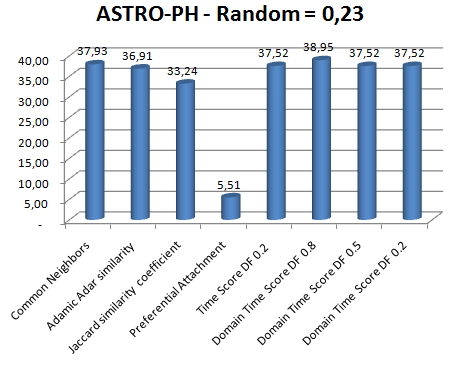 ASTRO-PH - Random = 0,23
40,00
35,00
30,00
25,00
20,00
15,00
10,00
5,00
-
37,93
36,91
33,24
5,51
37,52
38,95
37,52
37,52
Common Neighbors
Adamic Adar similarity
Jaccard similarity coefficient
Preferential Attachment
Time Score DF 0.2
Domain Time Score DF 0.8
Domain Time Score DF 0.5
Domain Time Score DF 0.2